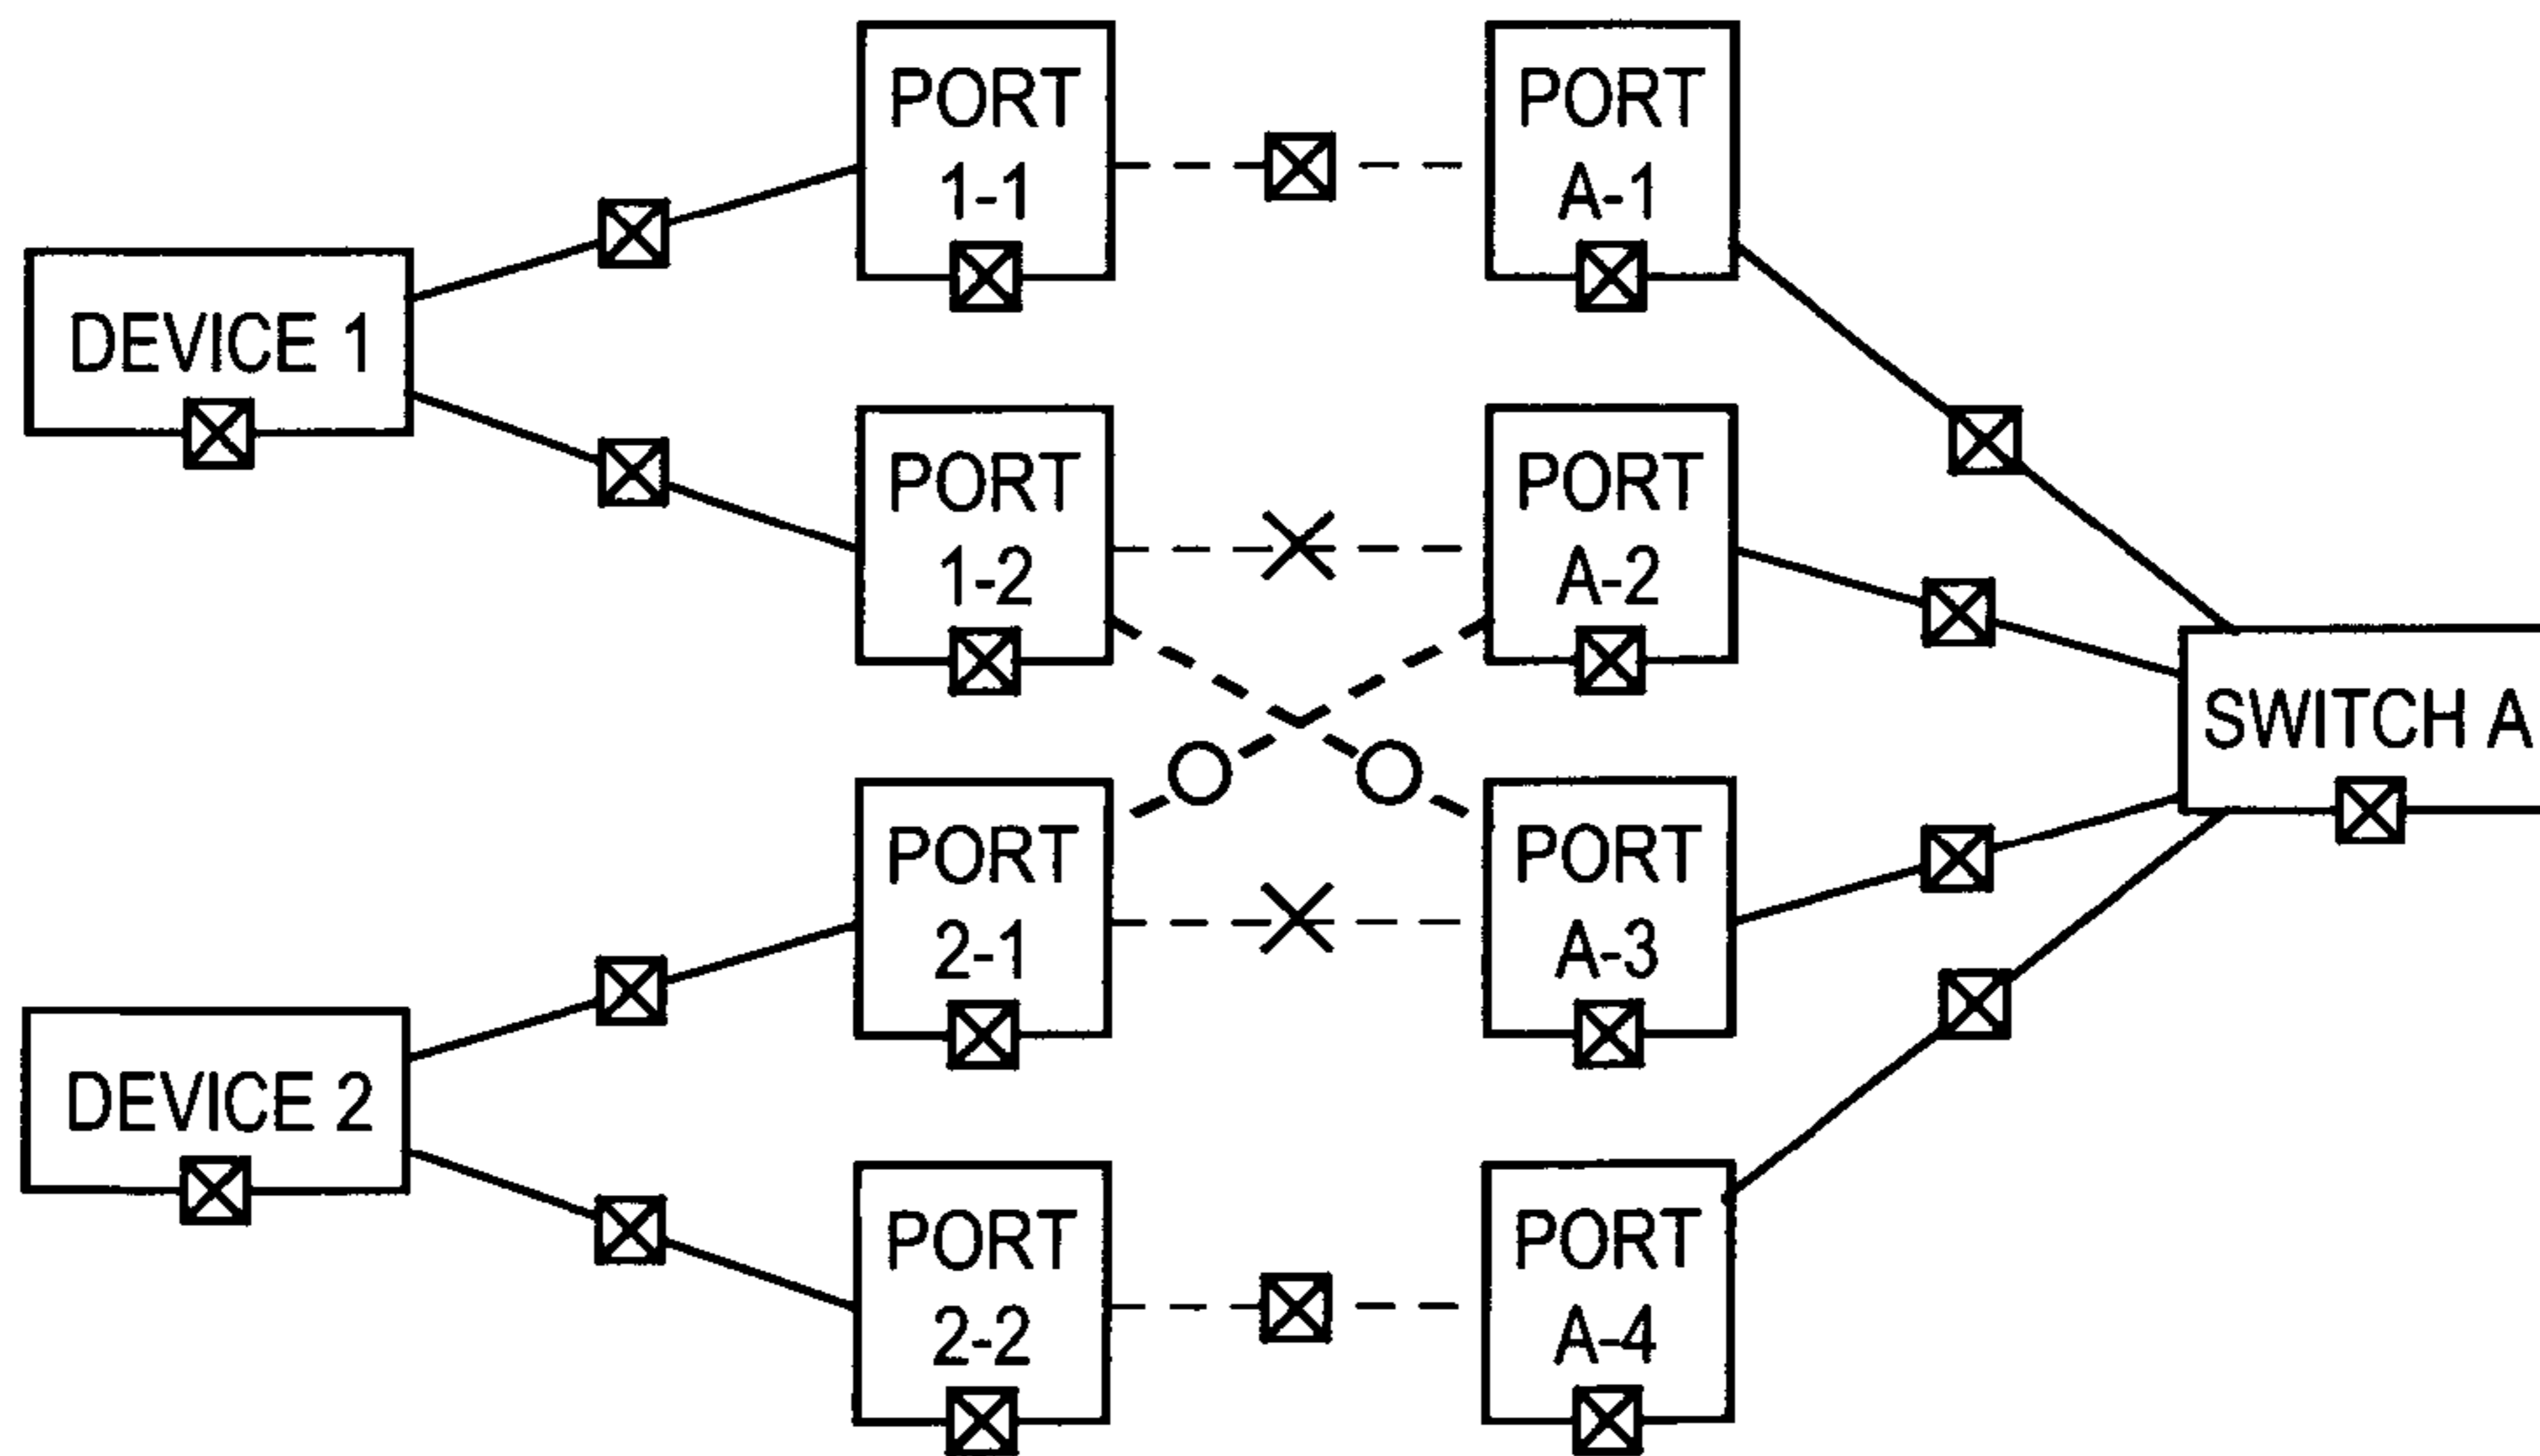 PORT
1-1
PORT
A-1
DEVICE 1
PORT
1-2
PORT
A-2
SWITCH A
PORT
2-1
PORT
A-3
DEVICE 2
PORT
2-2
PORT
A-4